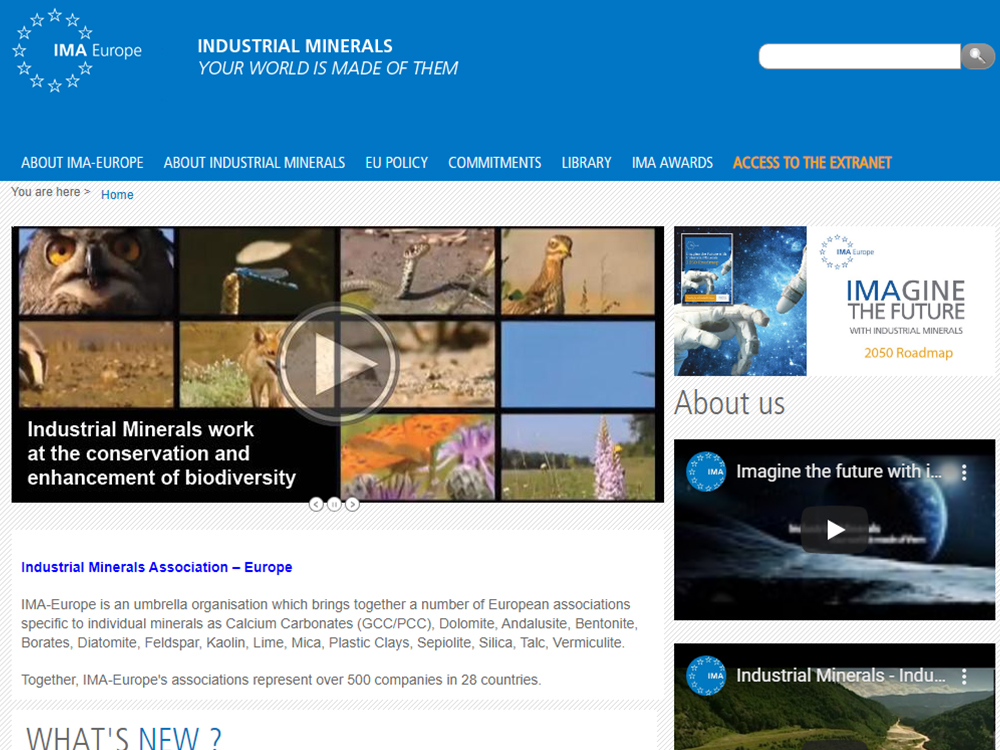 IMA Europe
INDUSTRIAL MINERALS
YOUR WORLD IS MADE OF THEM
ABOUT IMA-EUROPE ABOUT INDUSTRIAL MINERALS EU POLICY COMMITMENTS LIBRARY IMA AWARDS ACCESS TO THE EXTRANET
You are here > Home
Industrial Minerals work
at the conservation and
enhancement of biodiversity
IMA Europe
IMAGINE
THE FUTURE
WITH INDUSTRIAL MINERALS
2050 Roadmap
About us
IMA
Imagine the future with i...
Industrial Minerals Association – Europe
IMA-Europe is an umbrella organisation which brings together a number of European associations
specific to individual minerals as Calcium Carbonates (GCC/PCC), Dolomite, Andalusite, Bentonite,
Borates, Diatomite, Feldspar, Kaolin, Lime, Mica, Plastic Clays, Sepiolite, Silica, Talc, Vermiculite.
Together, IMA-Europe's associations represent over 500 companies in 28 countries.
IMA
Industrial Minerals - Indu...
WHAT'S NEW ?